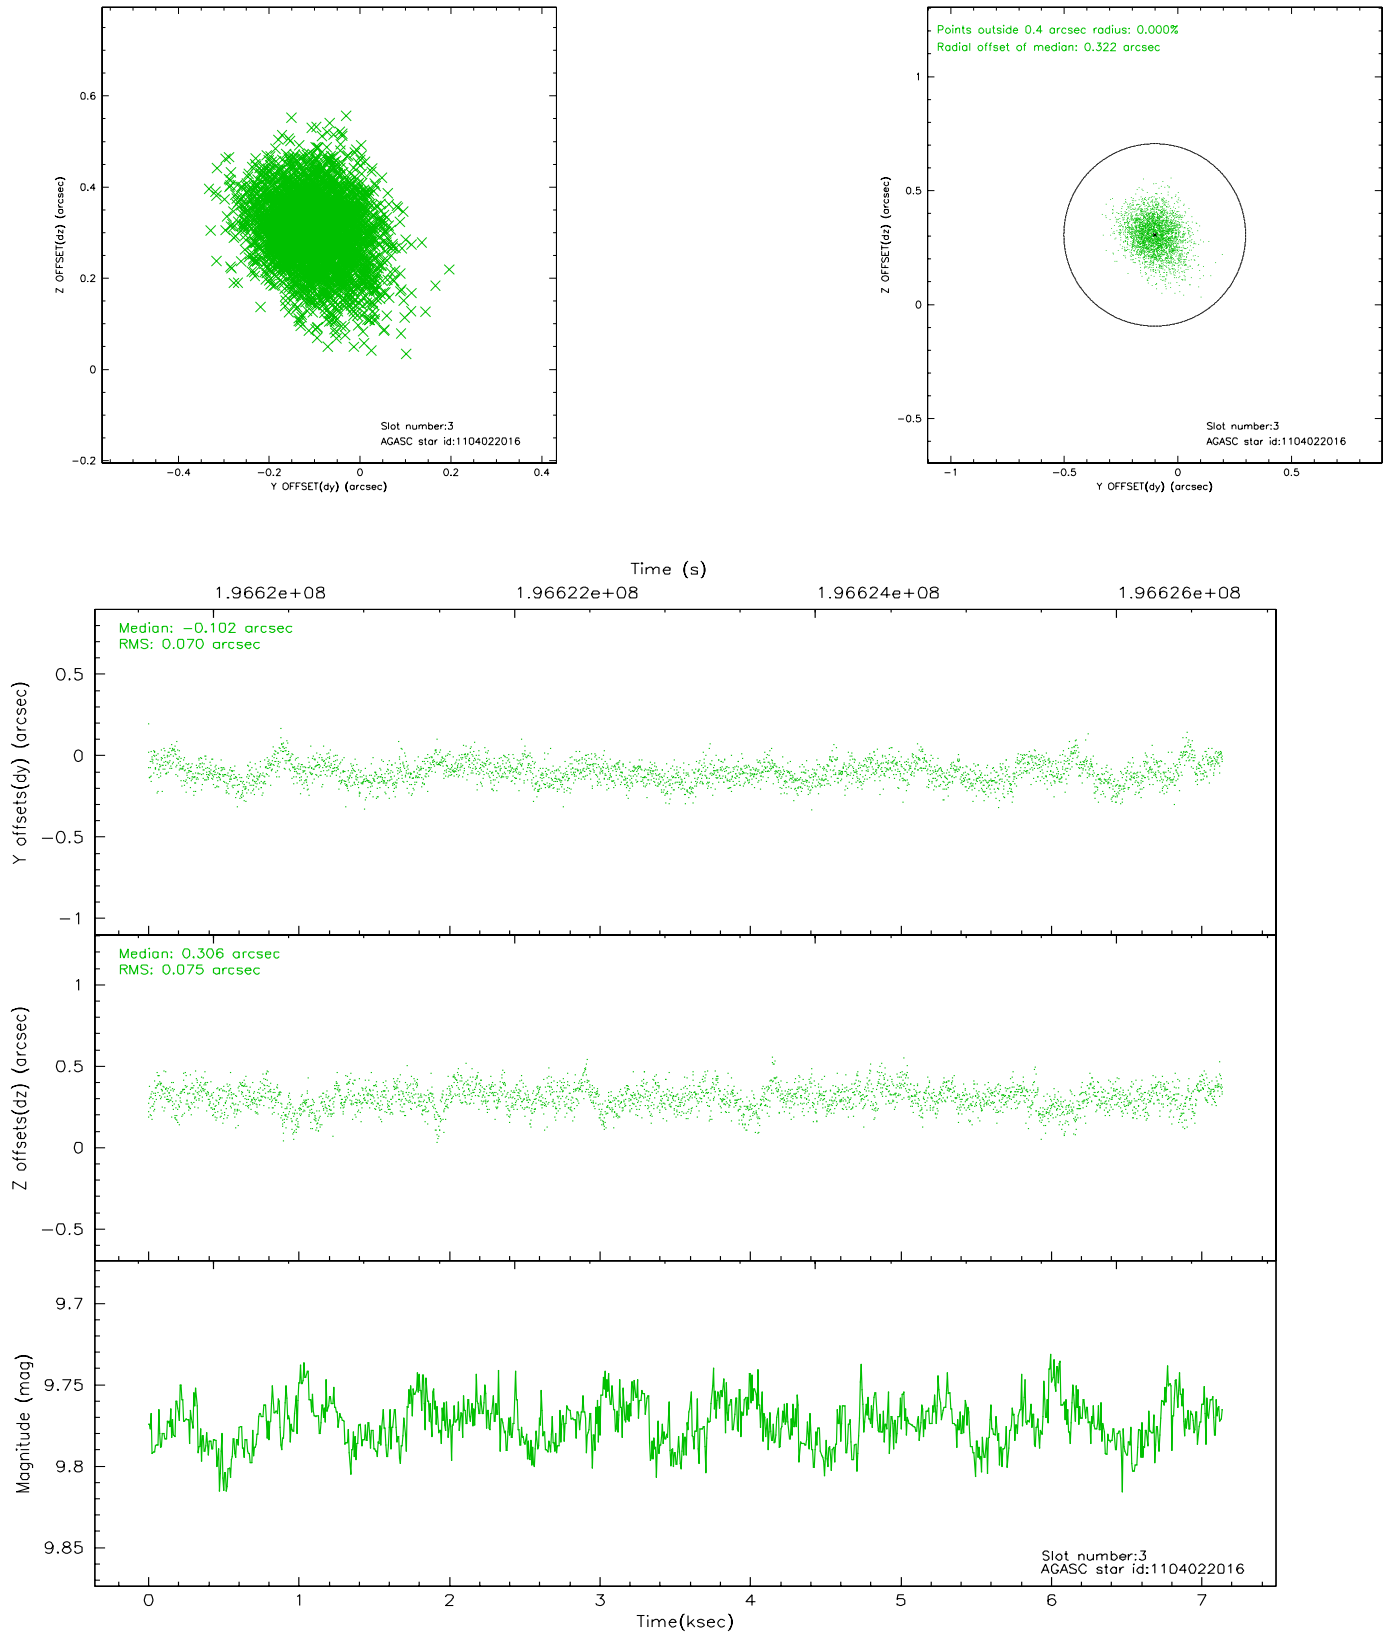 0.6
0.4
0.2
0
−0.2
Z OFFSET(dz) (arcsec)
Slot number:3
AGASC star id:1104022016
−0.4 −0.2 0 0.2 0.4
Y OFFSET(dy) (arcsec)
Points outside 0.4 arcsec radius: 0.000%
Radial offset of median: 0.322 arcsec
1
0.5
0
−0.5
Z OFFSET(dz) (arcsec)
Slot number:3
AGASC star id:1104022016
−1 −0.5 0 0.5
Y OFFSET(dy) (arcsec)
Time (s)
1.9662e+08 1.96622e+08 1.96624e+08 1.96626e+08
Median: −0.102 arcsec
RMS: 0.070 arcsec
0.5
0
−0.5
−1
Y offsets(dy) (arcsec)
Median: 0.306 arcsec
RMS: 0.075 arcsec
1
0.5
0
−0.5
Z offsets(dz) (arcsec)
9.7
9.75
9.8
9.85
Magnitude (mag)
Slot number:3
AGASC star id:1104022016
0 1 2 3 4 5 6 7
Time(ksec)